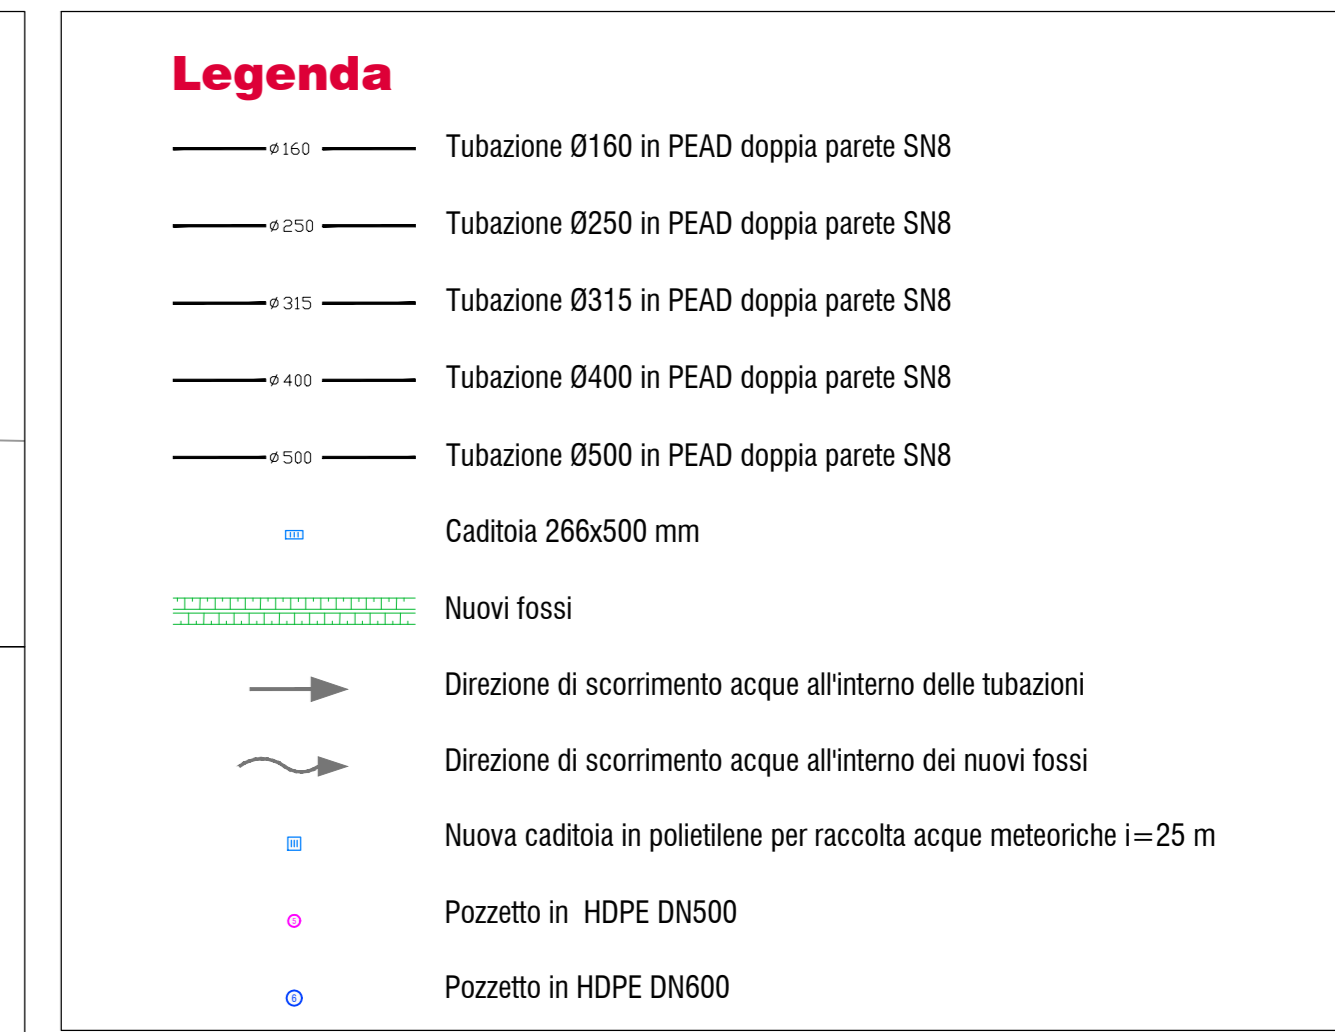 Legenda
Ø160 Tubazione Ø160 in PEAD doppia parete SN8
Ø250 Tubazione Ø250 in PEAD doppia parete SN8
Ø315 Tubazione Ø315 in PEAD doppia parete SN8
Ø400 Tubazione Ø400 in PEAD doppia parete SN8
Ø500 Tubazione Ø500 in PEAD doppia parete SN8
Caditoia 266x500 mm
Nuovi fossi
Direzione di scorrimento acque all'interno delle tubazioni
Direzione di scorrimento acque all'interno dei nuovi fossi
Nuova caditoia in polietilene per raccolta acque meteoriche i=25 m
5 Pozzetto in HDPE DN500
6 Pozzetto in HDPE DN600